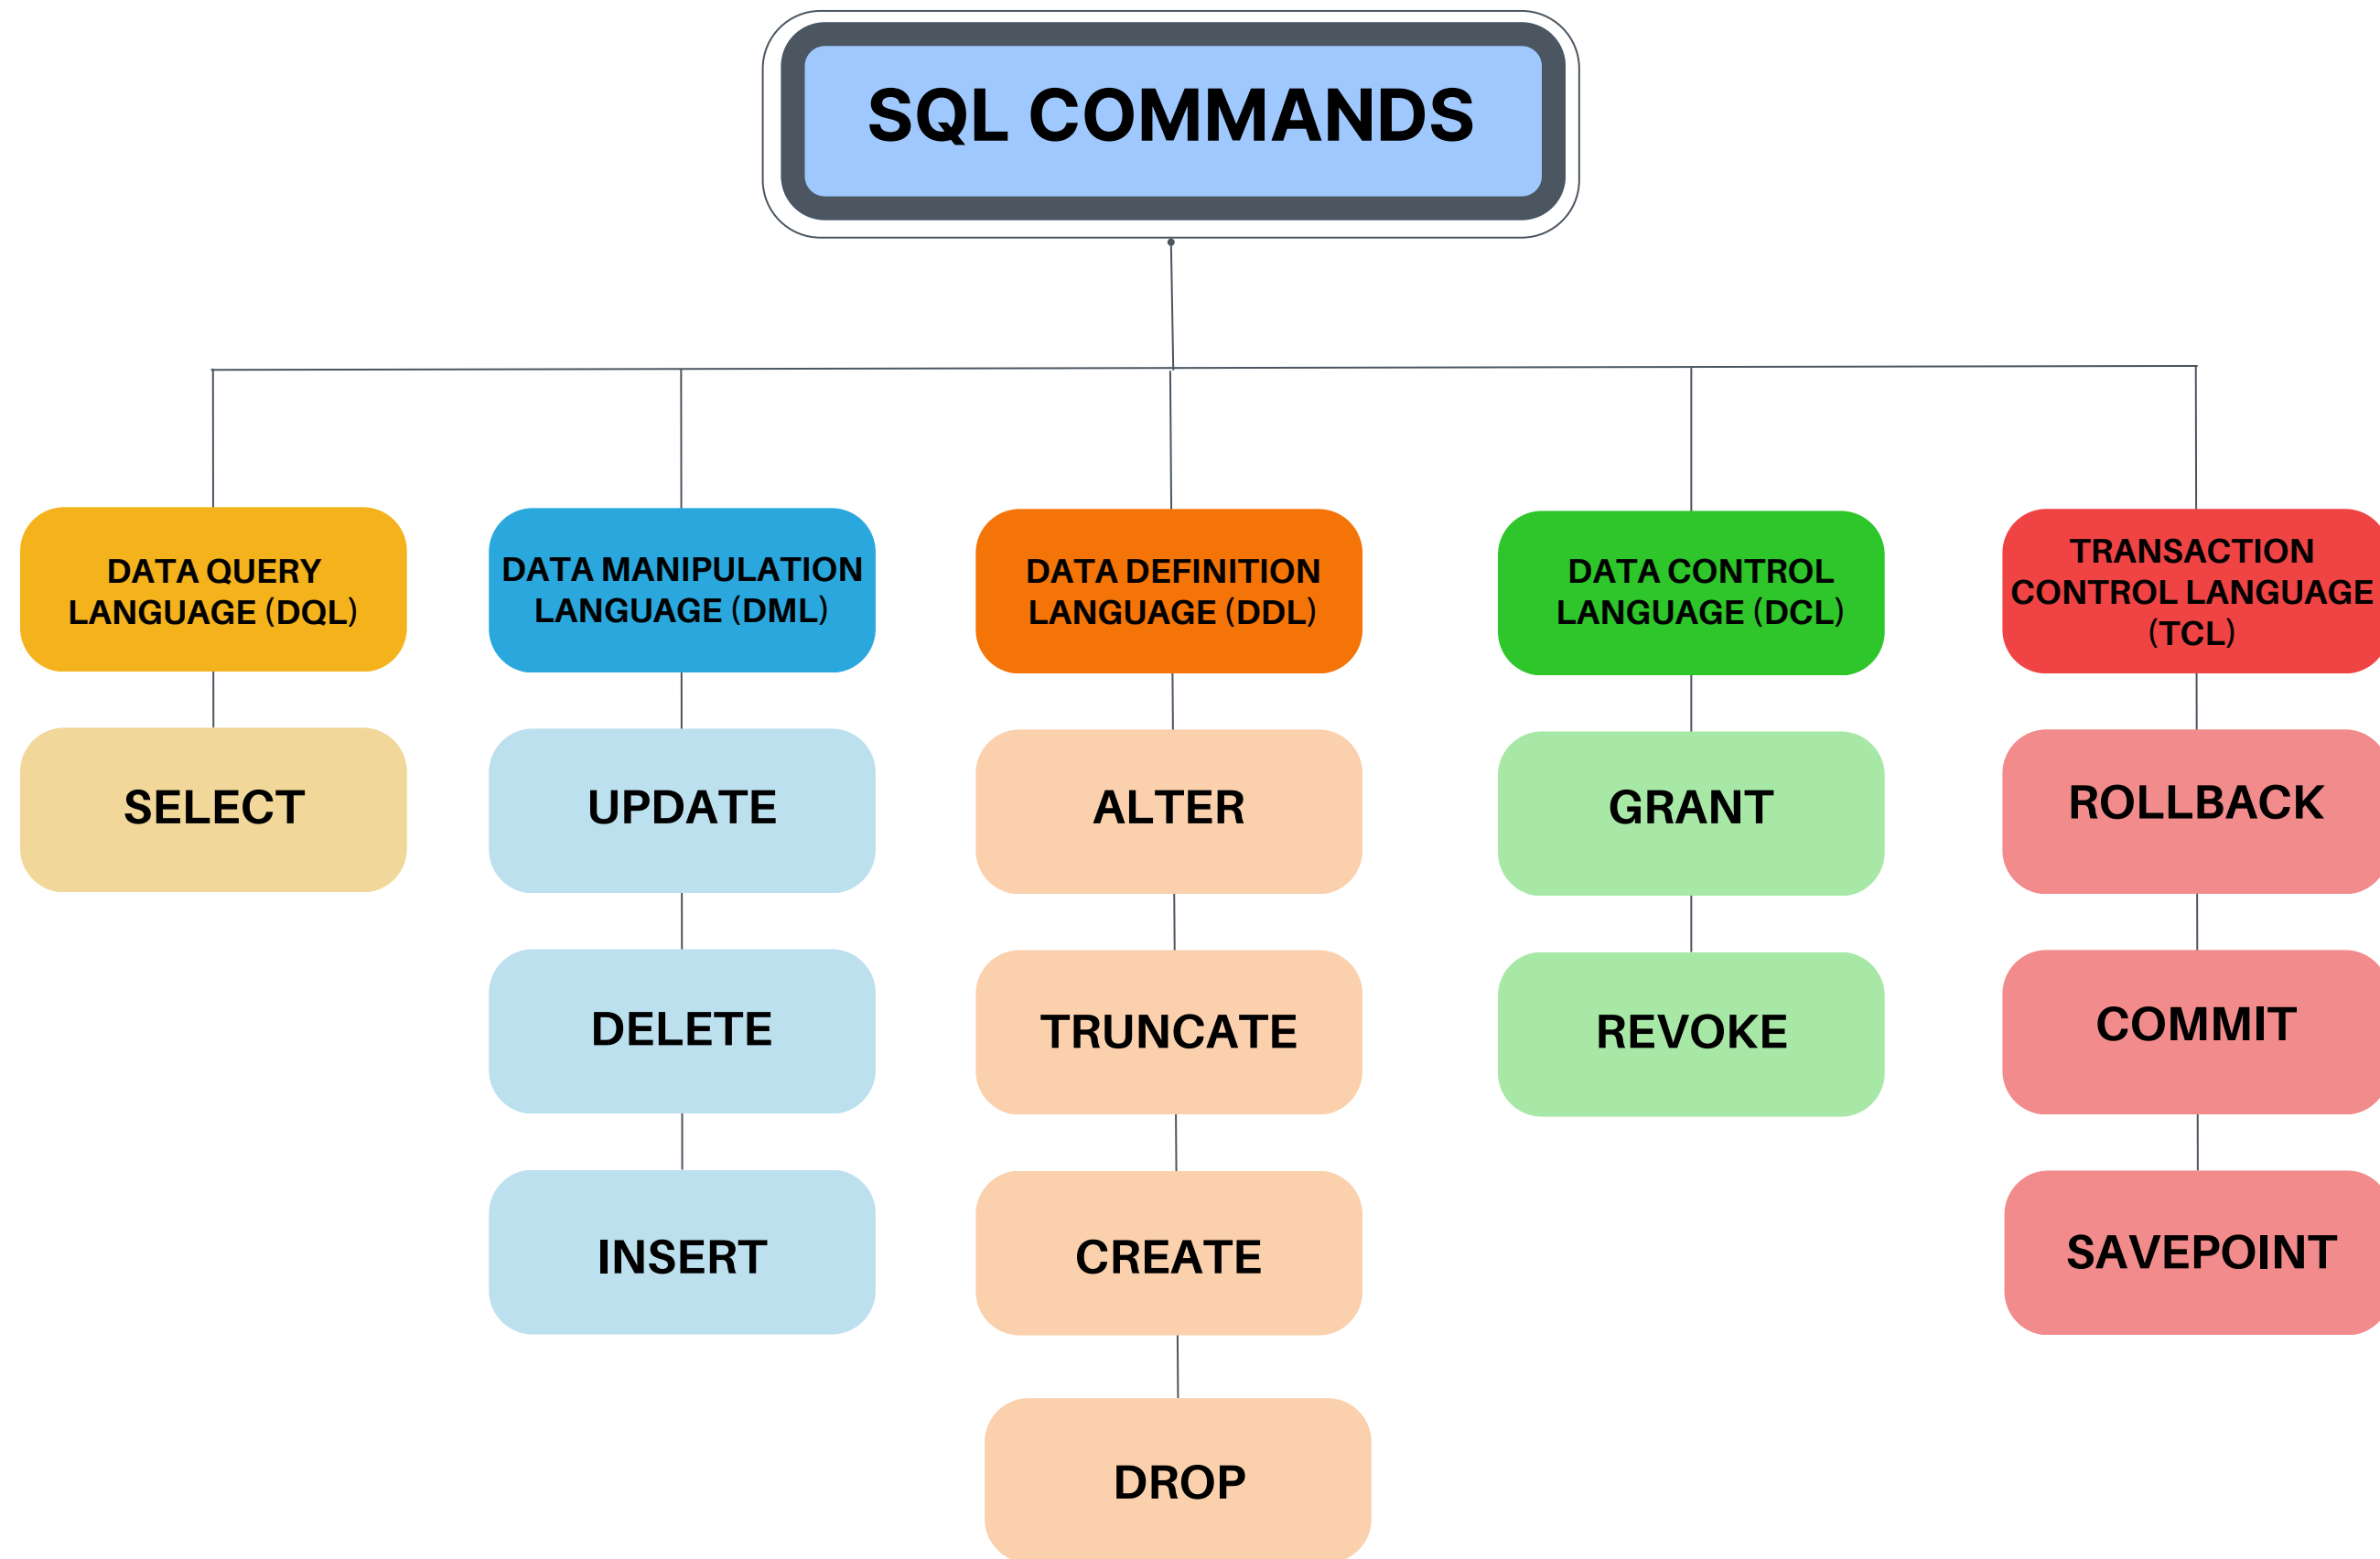 SQL COMMANDS
DATA QUERY
LANGUAGE (DQL)
SELECT
DATA MANIPULATION
LANGUAGE (DML)
UPDATE
DELETE
INSERT
DATA DEFINITION
LANGUAGE (DDL)
ALTER
TRUNCATE
CREATE
DROP
DATA CONTROL
LANGUAGE (DCL)
GRANT
REVOKE
TRANSACTION
CONTROL LANGUAGE
(TCL)
ROLLBACK
COMMIT
SAVEPOINT